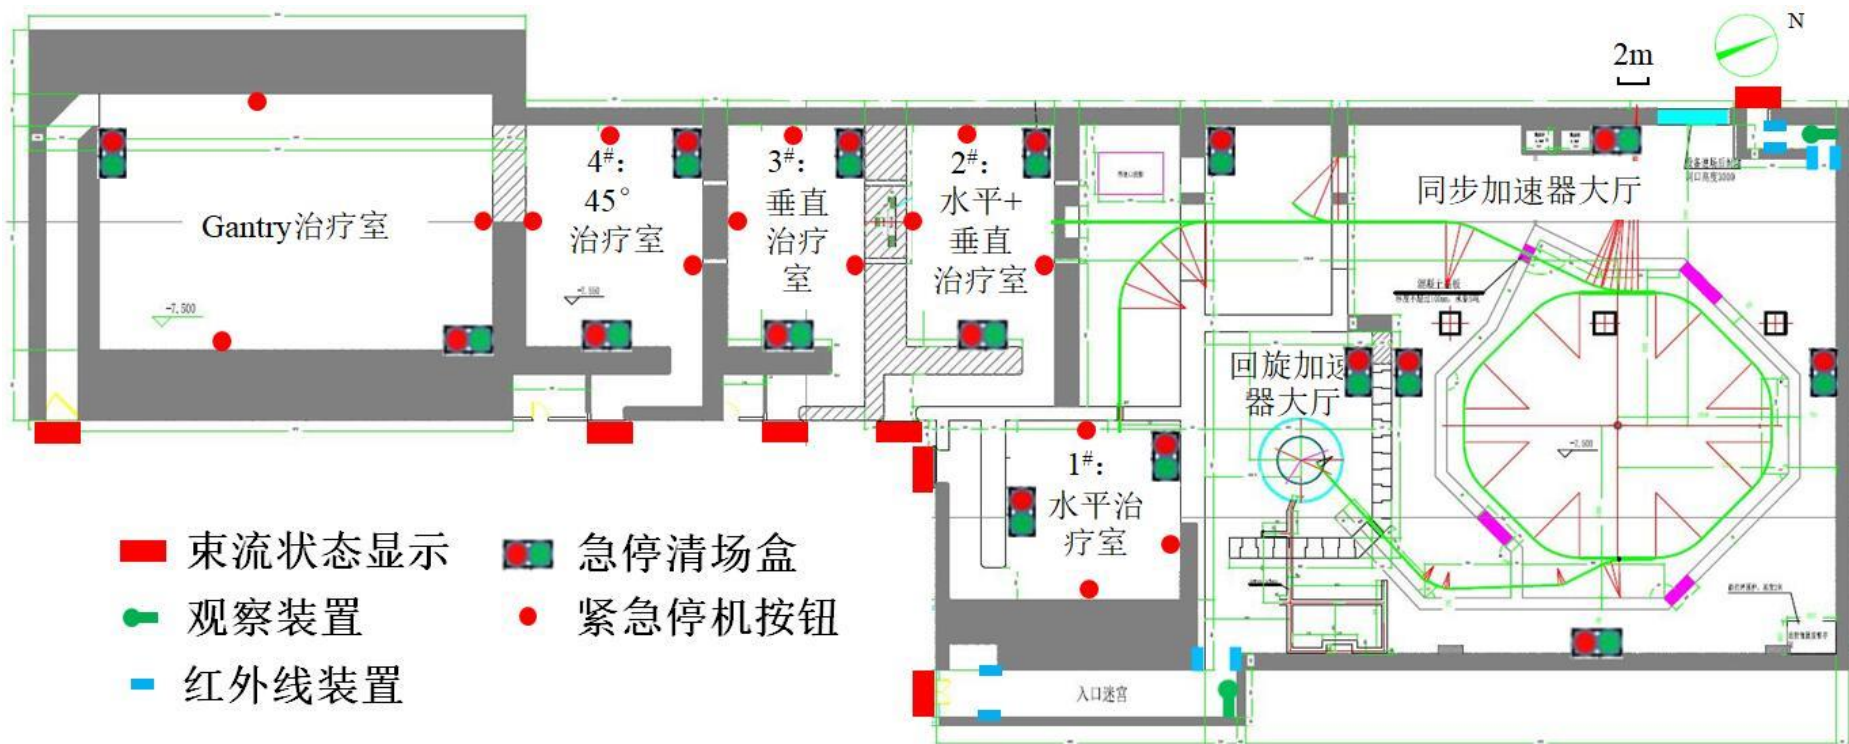 N
2m
4#:
45°
治疗室
3#:
垂直
治疗
室
2#:
水平+
垂直
治疗室
Gantry治疗室
同步加速器大厅
-7.500
回旋加速
器大厅
1#:
水平治
疗室
-7.500
束流状态显示
急停清场盒
观察装置
紧急停机按钮
红外线装置
入口迷宫